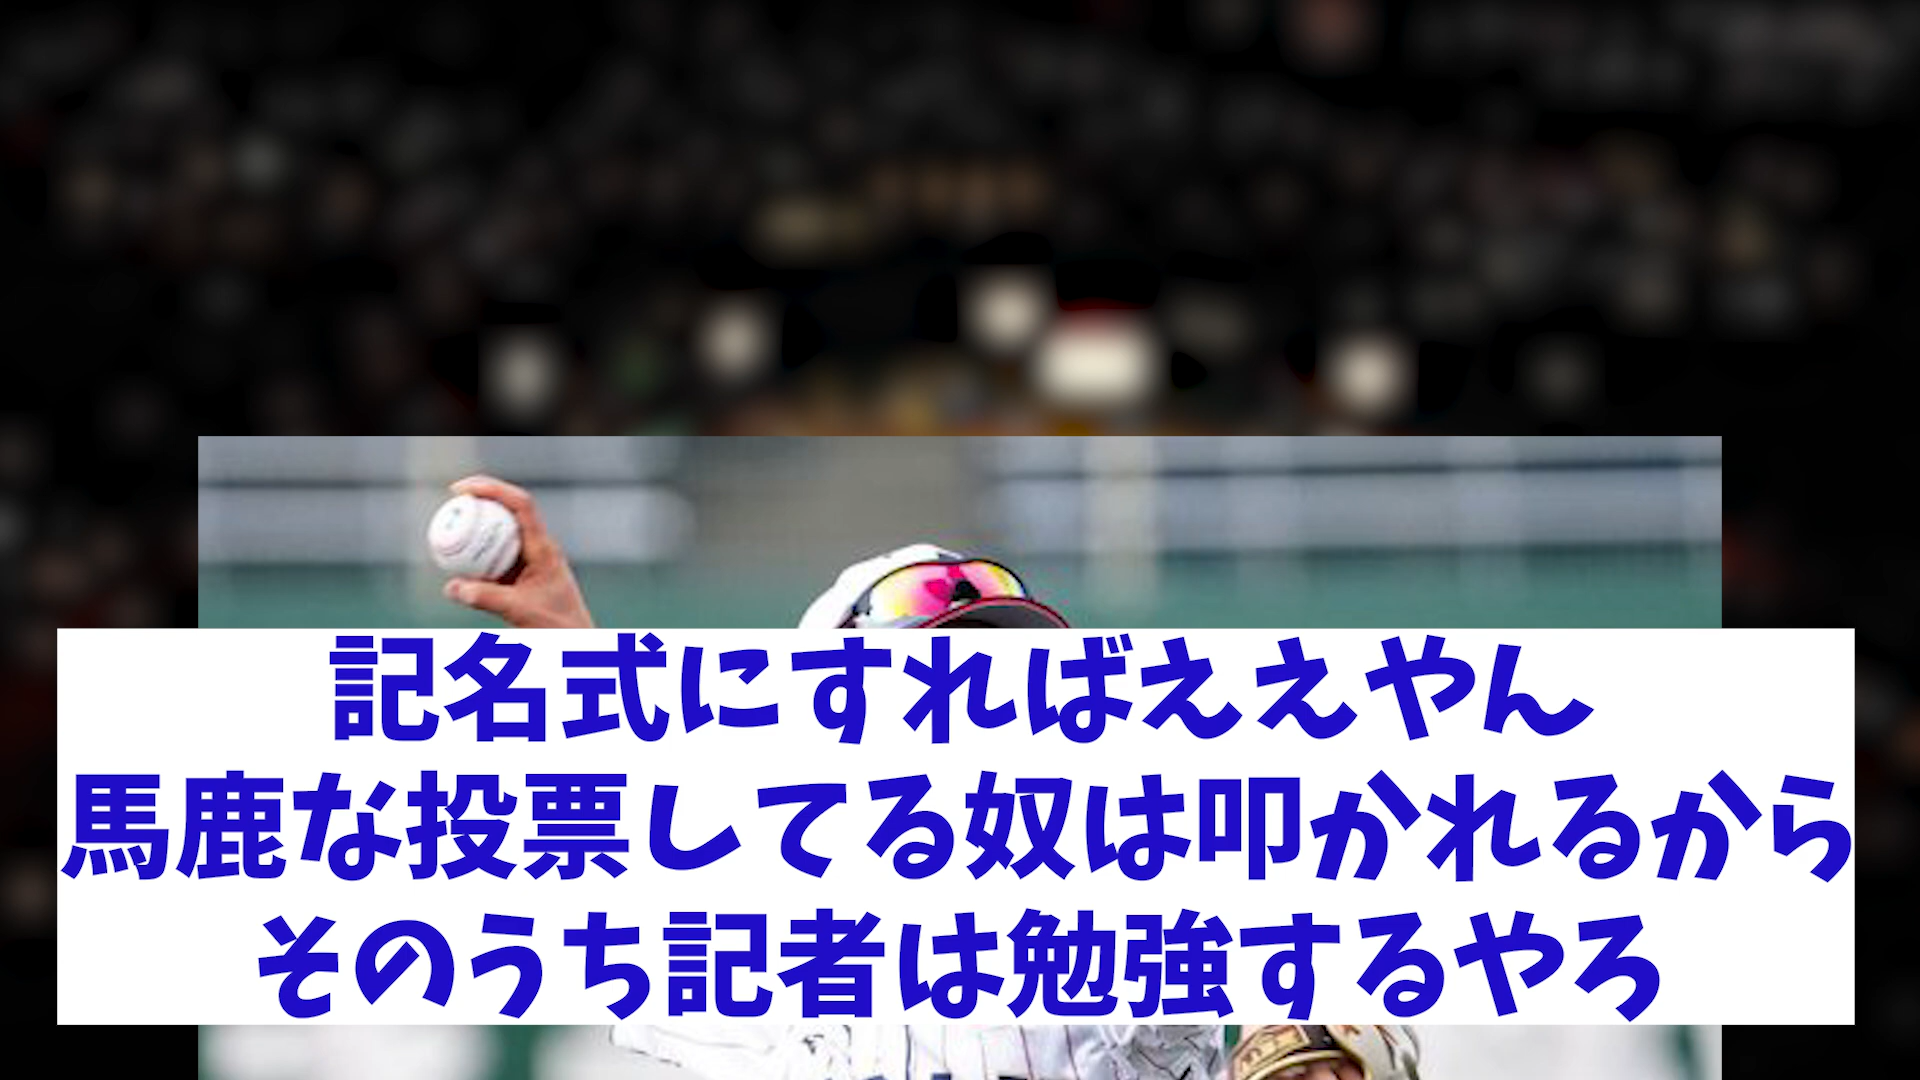 記名式にすればええやん
馬鹿な投票してる奴は叩かれるから
そのうち記者は勉強するやろ